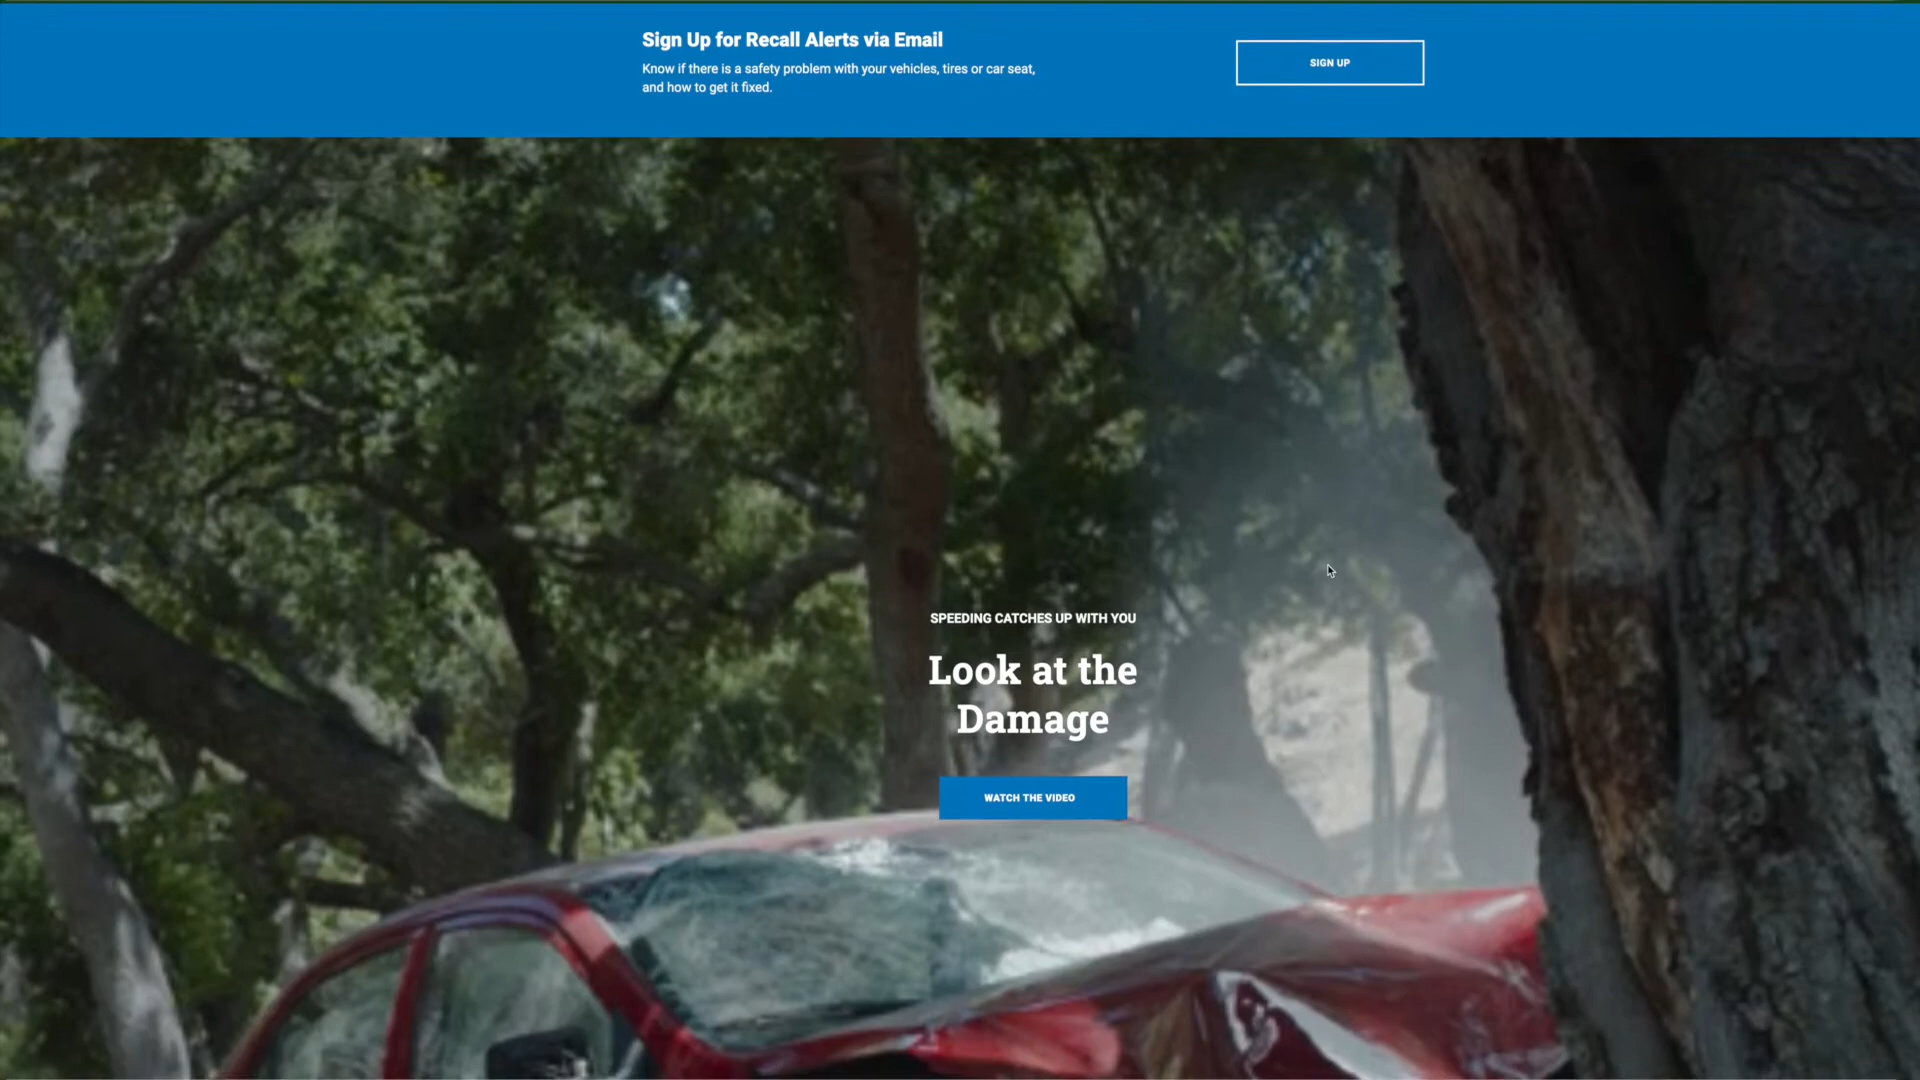 Sign Up for Recall Alerts via Email
Know if there is a safety problem with your vehicles, tires or car seat,
and how to get it fixed.
SIGN UP
SPEEDING CATCHES UP WITH YOU
Look at the
Damage
WATCH THE VIDEO